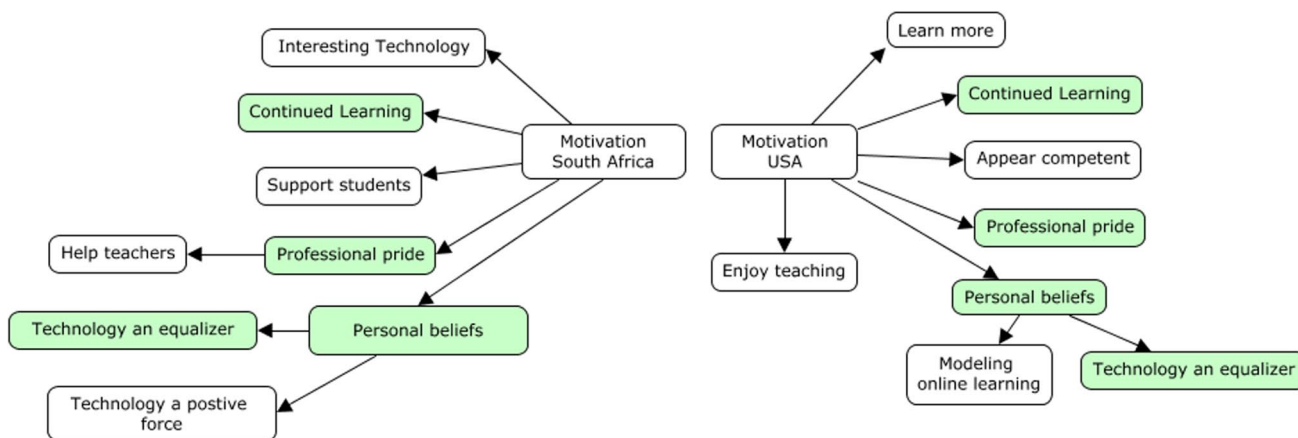 Interesting Technology
Continued Learning
Motivation
South Africa
Support students
Help teachers
Professional pride
Technology an equalizer
Personal beliefs
Technology a postive
force
Learn more
Continued Learning
Motivation
USA
Appear competent
Professional pride
Enjoy teaching
Personal beliefs
Modeling
online learning
Technology an equalizer